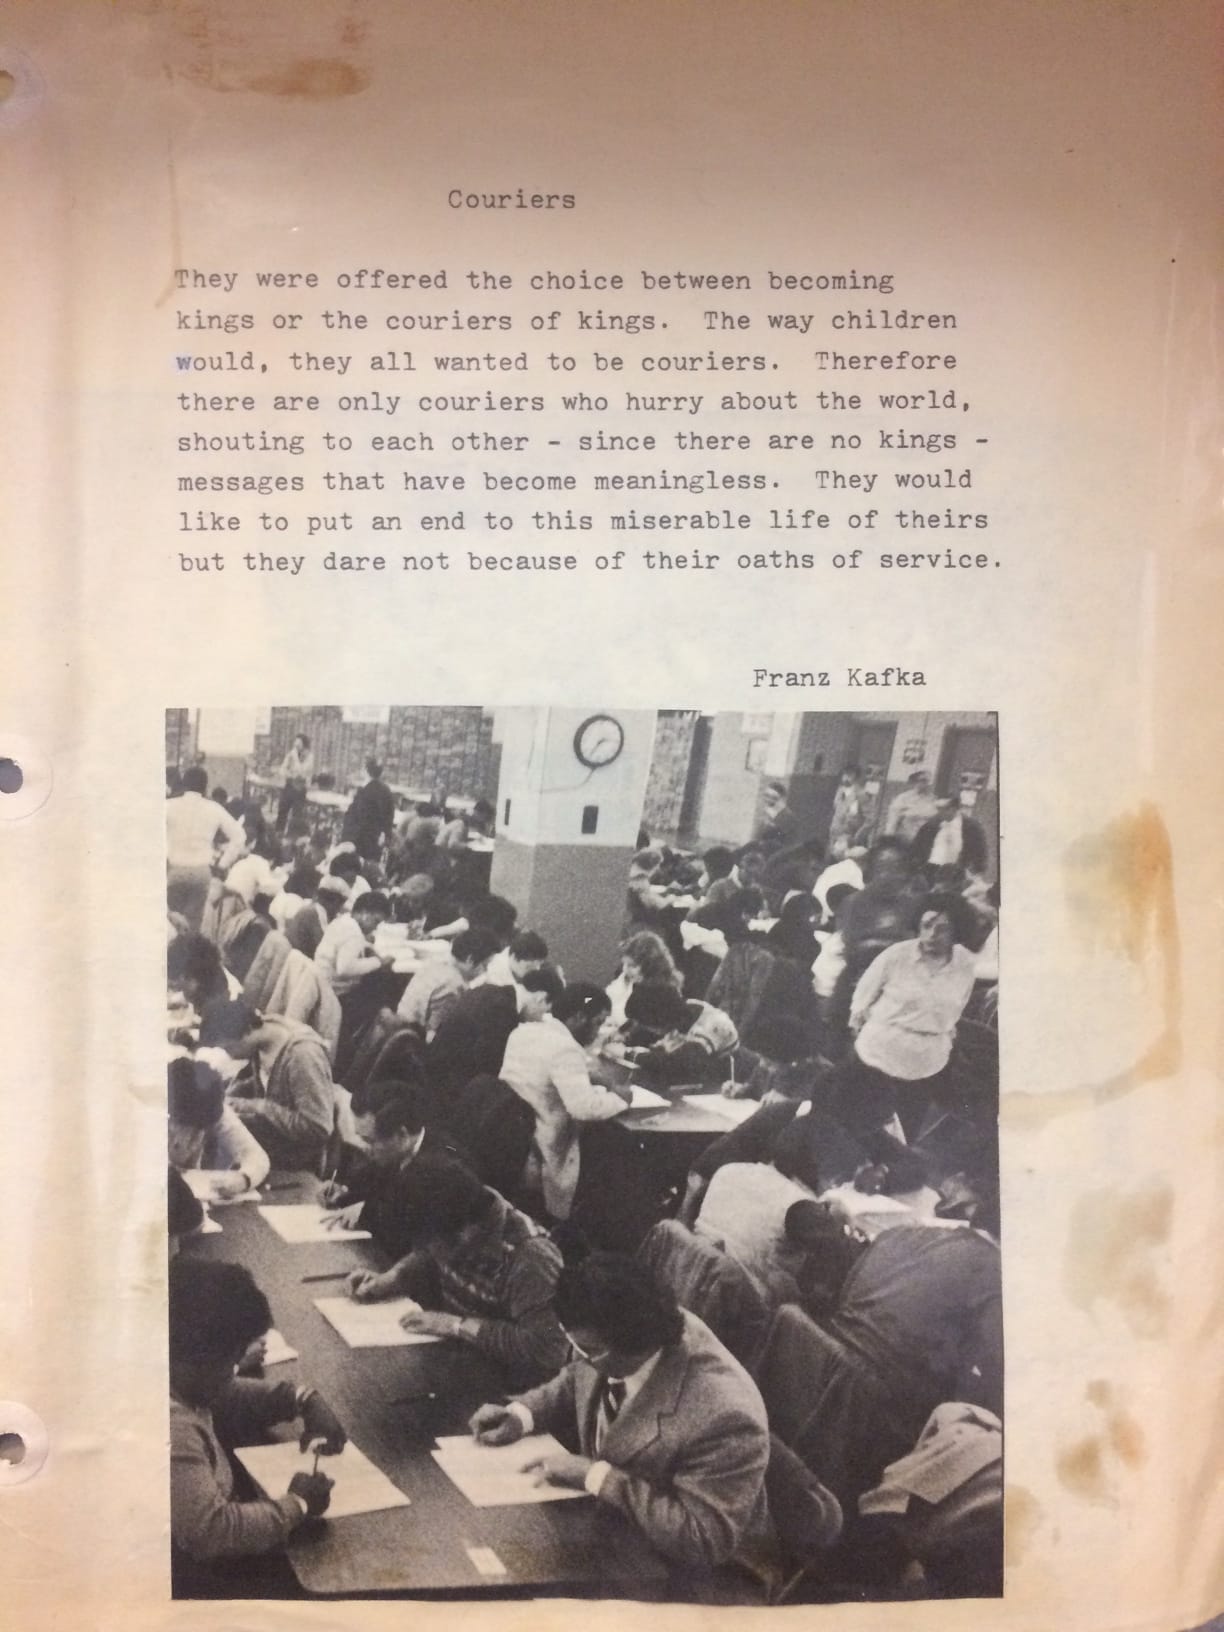 Couriers
They were offered the choice between becoming
kings or the couriers of kings.  The way children
would, they all wanted to be couriers.  Therefore
there are only couriers who hurry about the world,
shouting to each other - since there are no kings -
messages that have become meaningless.  They would
like to put an end to this miserable life of theirs
but they dare not because of their oaths of service.
Franz Kafka